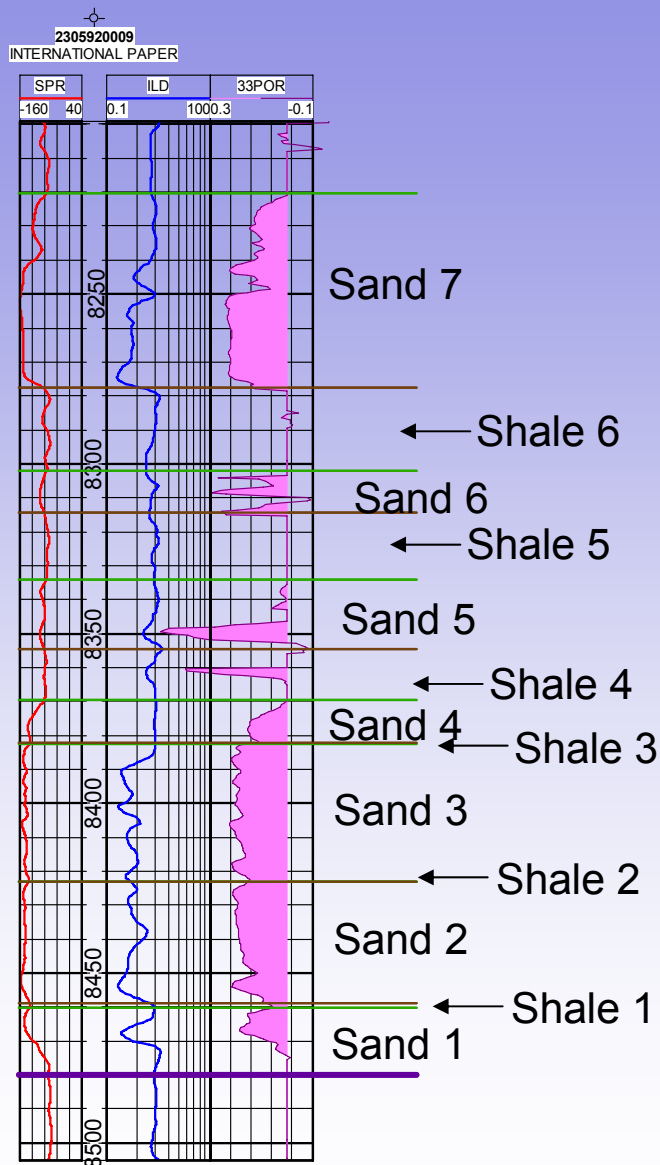 2305920009
INTERNATIONAL PAPER
SPR ILD 33POR
-160 40 0.1 1000.3 -0.1
8250
Sand 7
Shale 6
8300
Sand 6
Shale 5
Sand 5
8350
Shale 4
Sand 4
Shale 3
8400
Sand 3
Shale 2
Sand 2
8450
Shale 1
Sand 1
8500